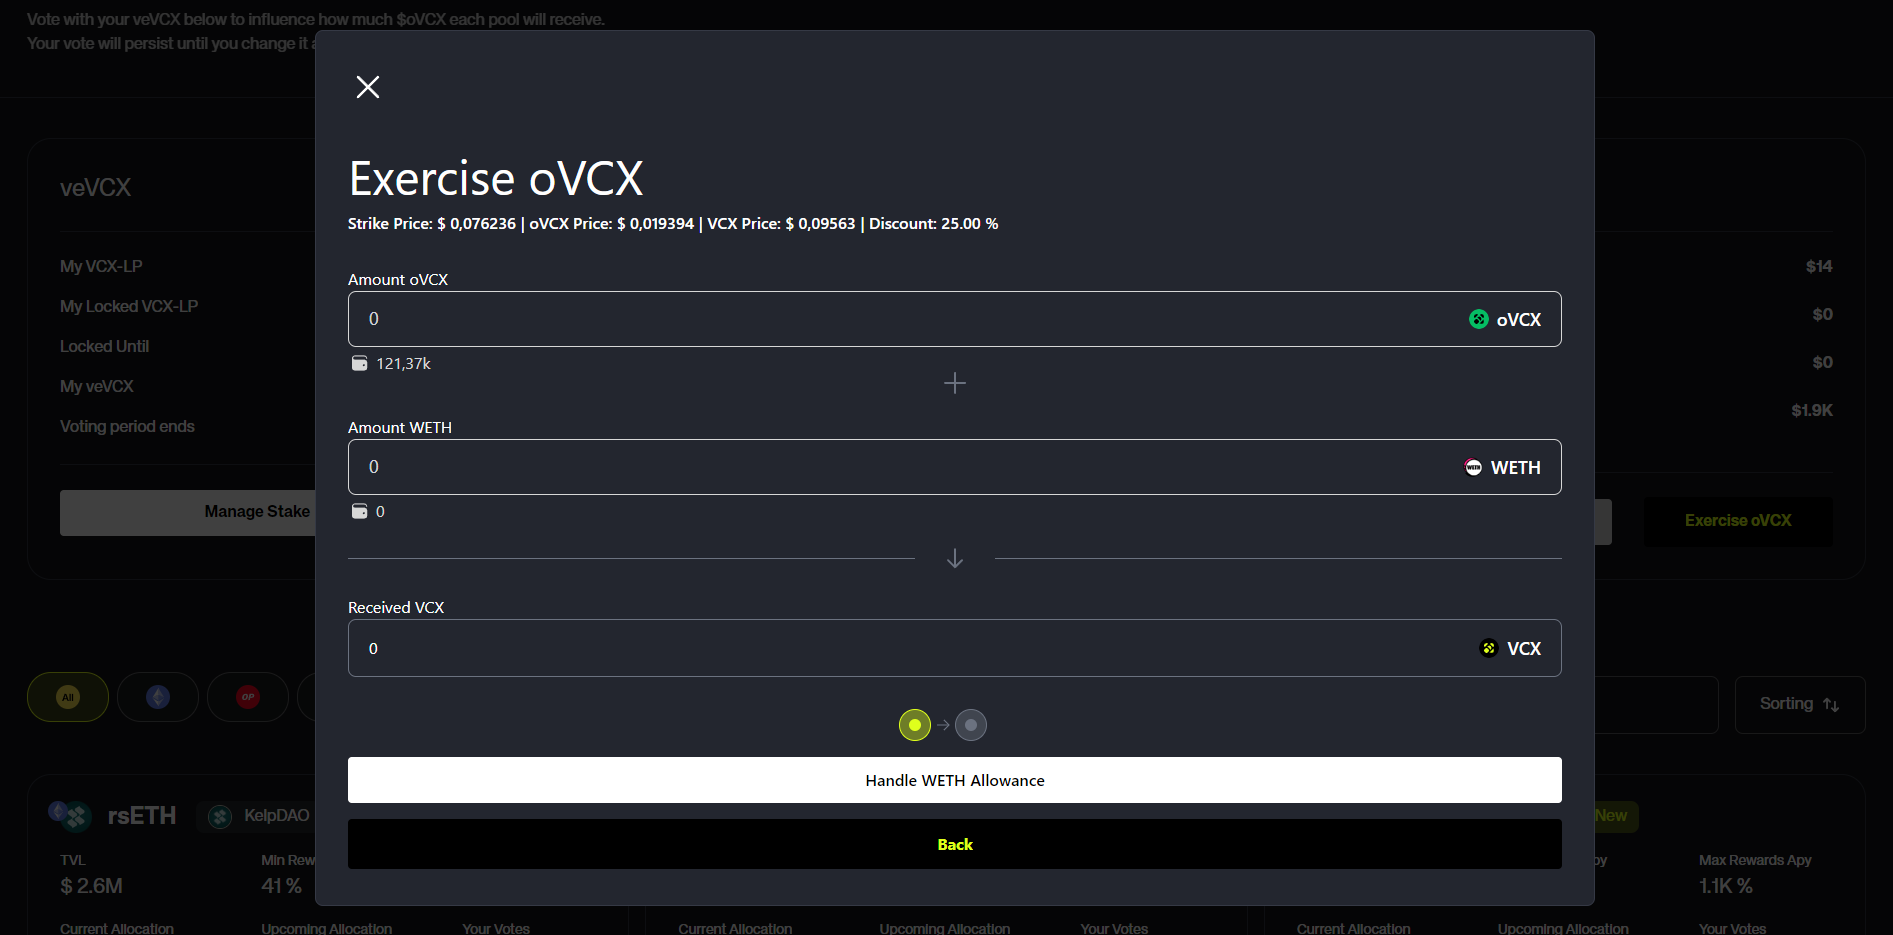 Vote with your veVCX below to influence how much $oVCX each pool will receive.
Your vote will persist until you change it
Exercise oVCX
Strike Price: $ 0,076236 | oVCX Price: $ 0,019394 | VCX Price: $ 0,09563 | Discount: 25.00 %
Amount oVCX
0
oVCX
121,37k
Amount WETH
0
WETH
0
Received VCX
0
VCX
Handle WETH Allowance
Back
veVCX
My VCX-LP
My Locked VCX-LP
Locked Until
My veVCX
Voting period ends
Manage Stake
$14
$0
$0
$1.9K
Exercise oVCX
All
OP
Sorting
rsETH
KelpDAO
New
TVL
Min Rew
Max Rewards Apy
$ 2.6M
41 %
1.1K %
Current Allocation
Upcoming Allocation
Your Votes
Current Allocation
Upcoming Allocation
Your Votes
Current Allocation
Upcoming Allocation
Your Votes